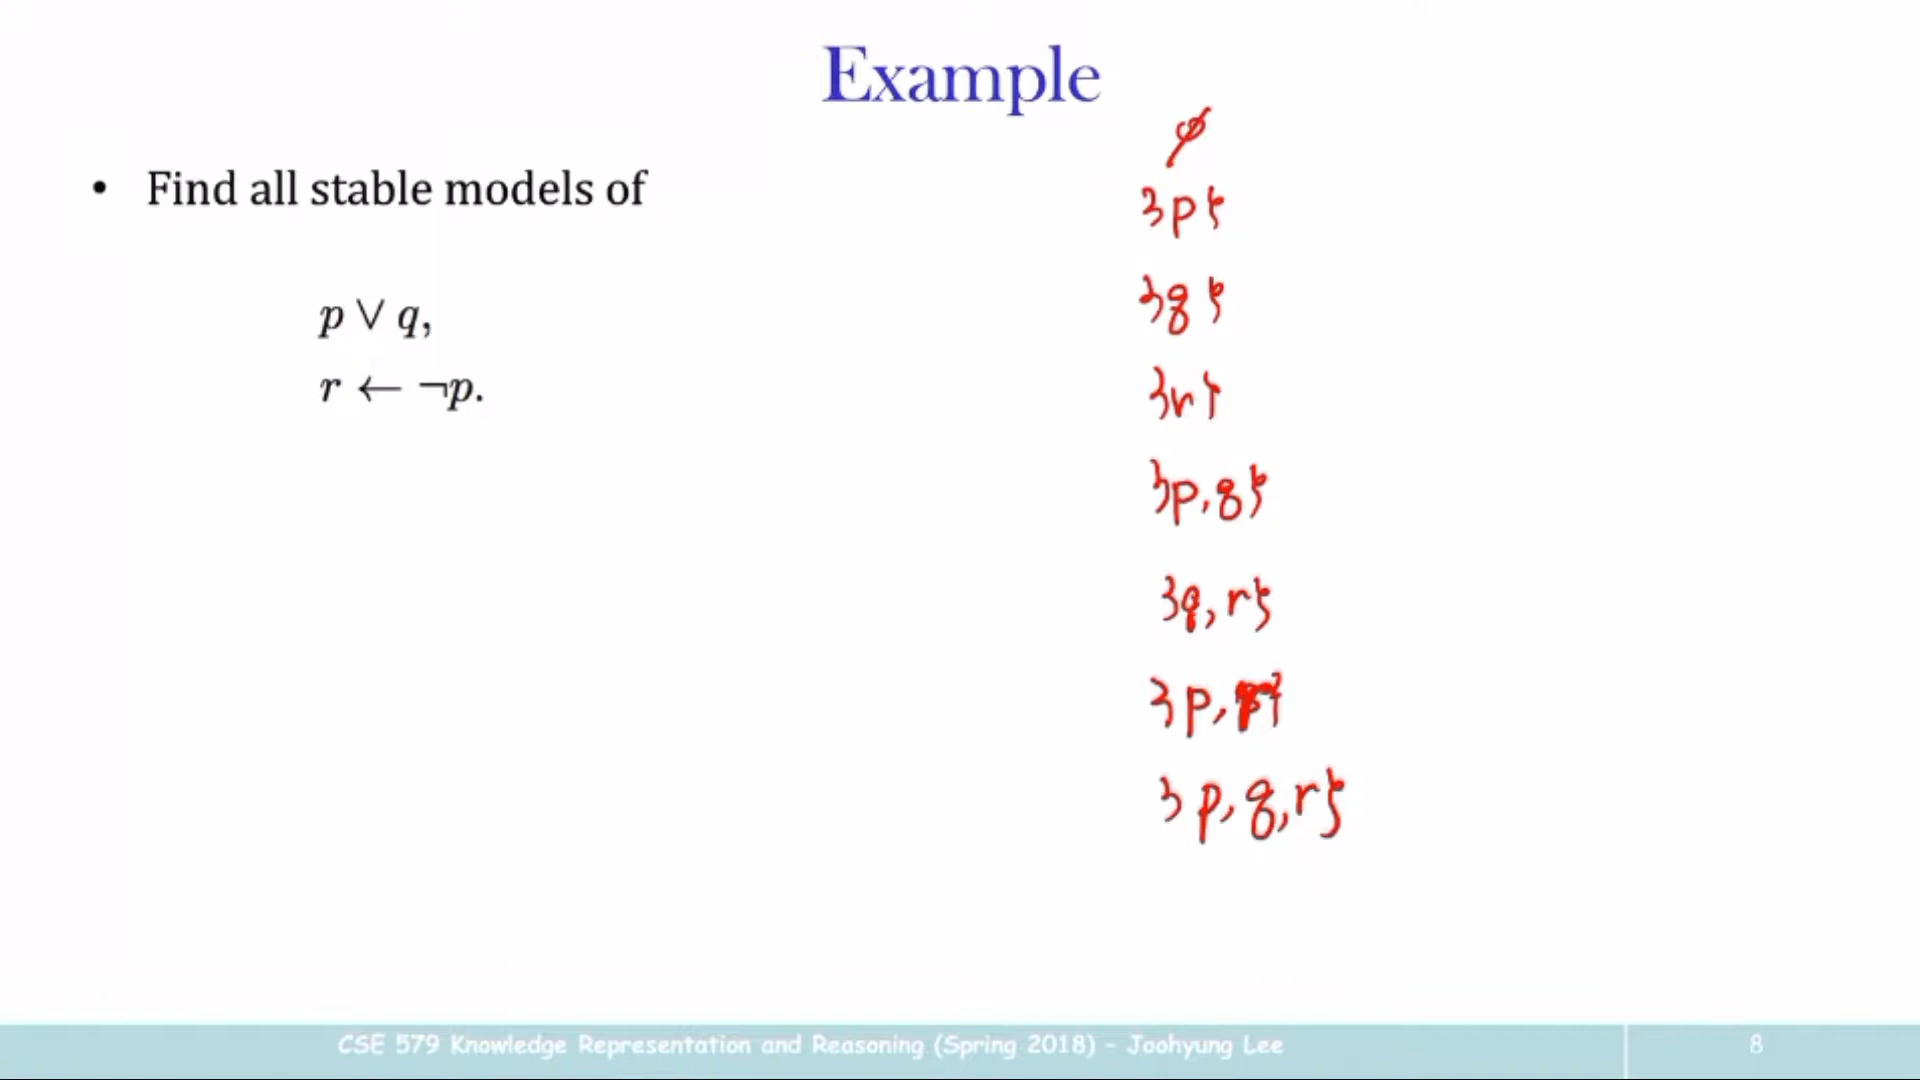 Example
• Find all stable models of
p ∨ q,
r ← ¬p.
∅
{p}
{q}
{r}
{p, q}
{q, r}
{p, r}
{p, q, r}
CSE 579 Knowledge Representation and Reasoning (Spring 2018) - Joohyung Lee
8